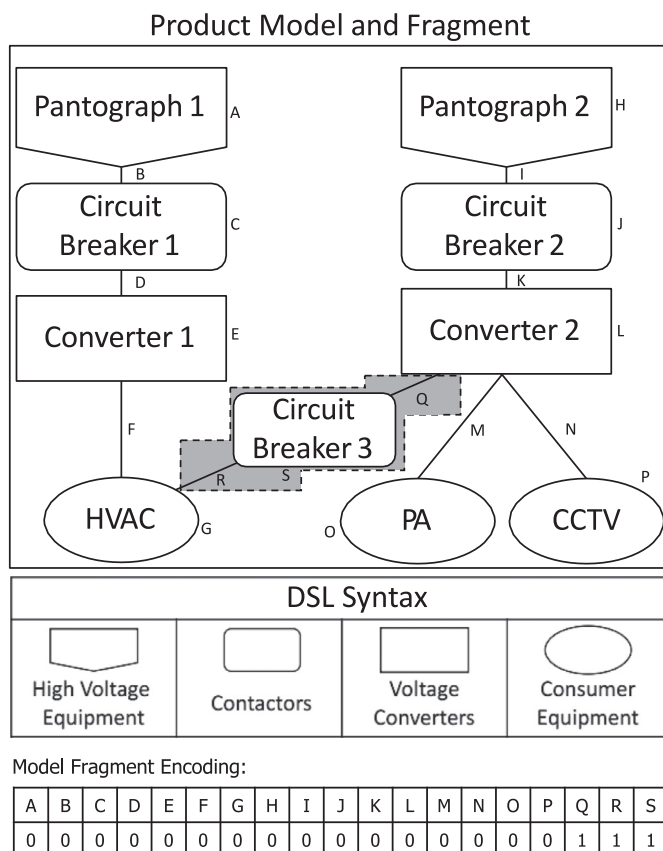 Product Model and Fragment
Pantograph 1
A
Pantograph 2
H
B
I
Circuit
Breaker 1
C
Circuit
Breaker 2
J
D
K
Converter 1
E
Converter 2
L
Q
Circuit
Breaker 3
F
M
N
R
S
HVAC
G
O
PA
CCTV
P
DSL Syntax
High Voltage
Equipment
Contactors
Voltage
Converters
Consumer
Equipment
Model Fragment Encoding:
A B C D E F G H I J K L M N O P Q R S
0 0 0 0 0 0 0 0 0 0 0 0 0 0 0 0 1 1 1